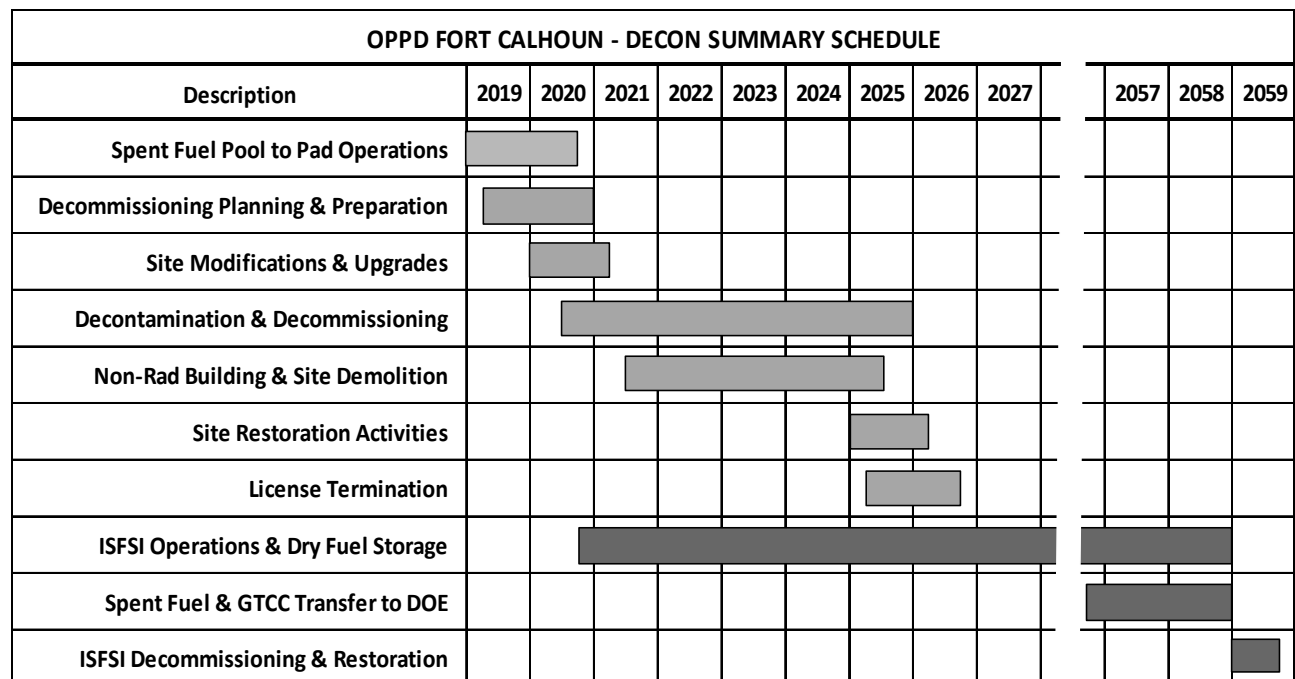 OPPD FORT CALHOUN - DECON SUMMARY SCHEDULE
Description 2019 2020 2021 2022 2023 2024 2025 2026 2027 2057 2058 2059
Spent Fuel Pool to Pad Operations
Decommissioning Planning & Preparation
Site Modifications & Upgrades
Decontamination & Decommissioning
Non-Rad Building & Site Demolition
Site Restoration Activities
License Termination
ISFSI Operations & Dry Fuel Storage
Spent Fuel & GTCC Transfer to DOE
ISFSI Decommissioning & Restoration